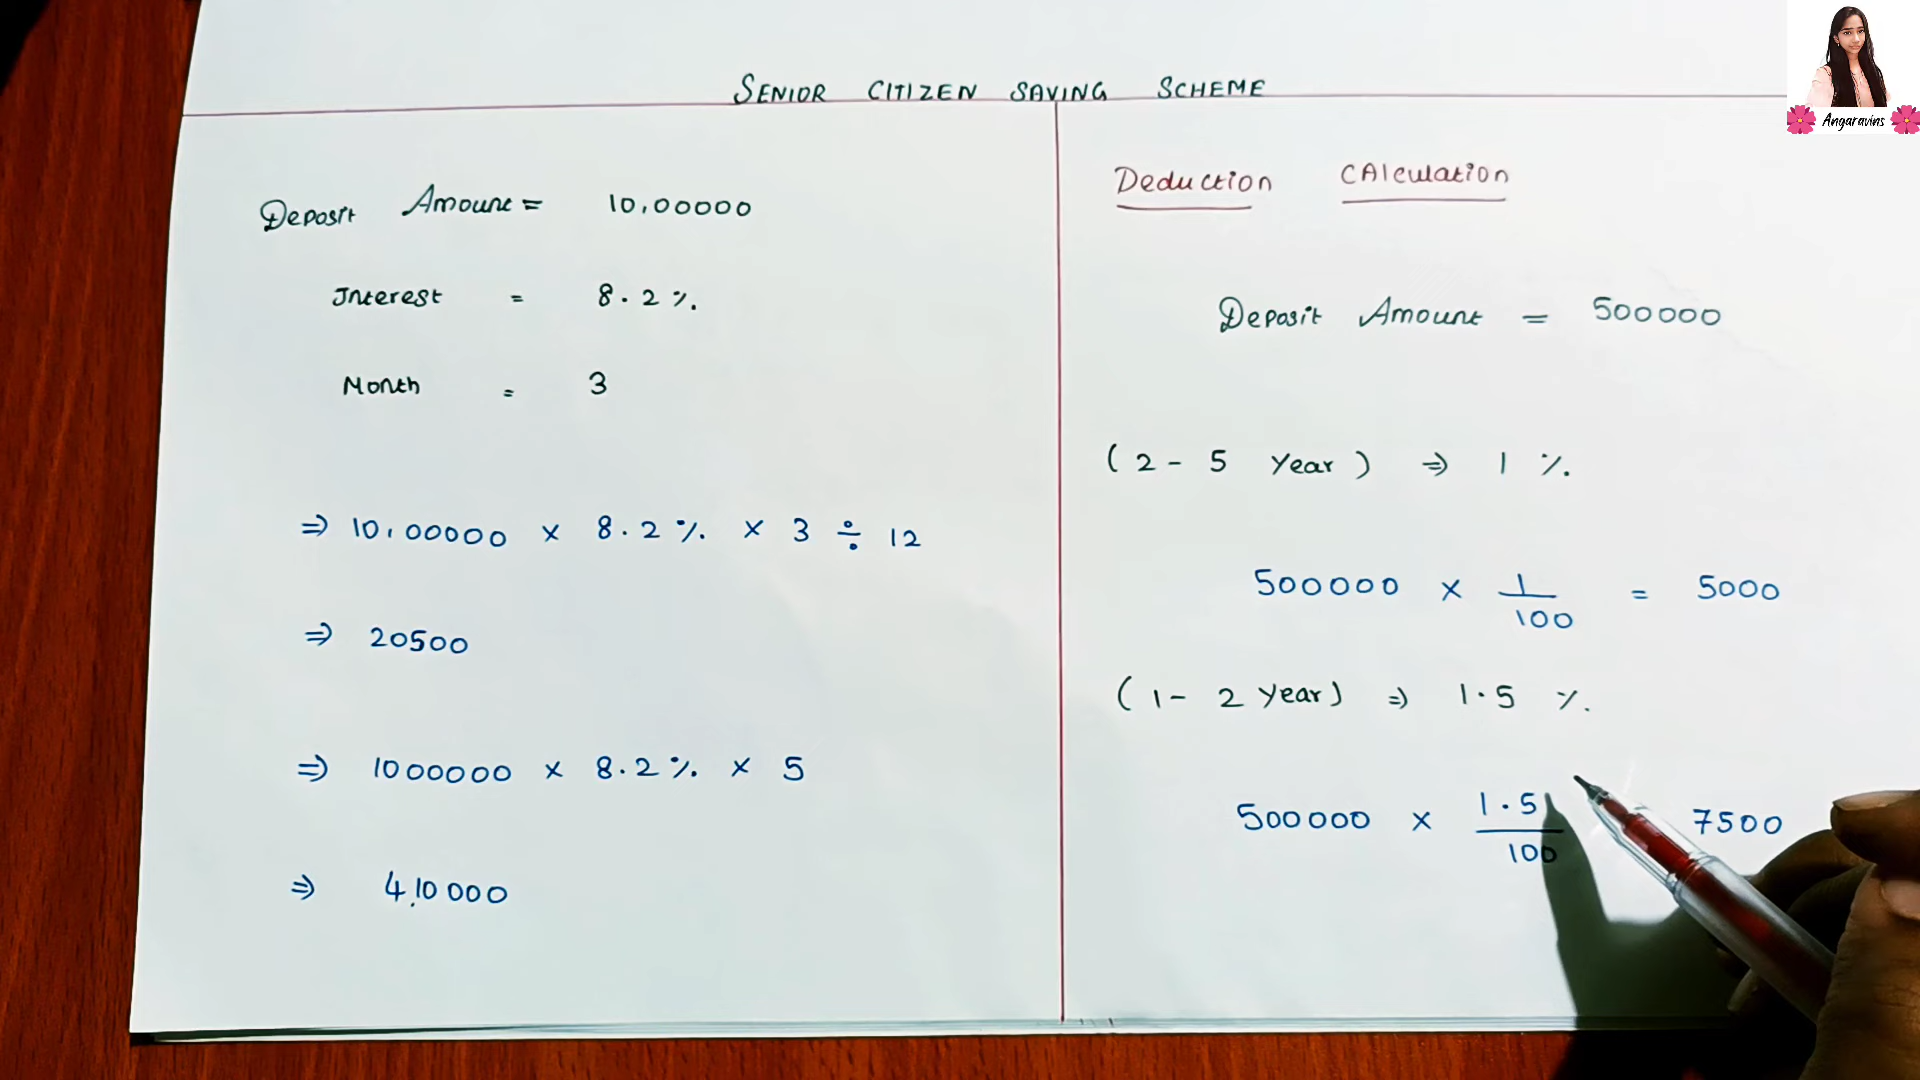 SENIOR CITIZEN SAVING SCHEME
Angaravins
Deposit Amount = 10,00000
Interest = 8.2 %.
Month = 3
⇒ 10,00000 × 8.2 %. × 3 ÷ 12
⇒ 20500
⇒ 1000000 × 8.2 %. × 5
⇒ 4,10000
Deduction CAlculation
Deposit Amount = 500000
( 2 - 5 Year ) ⇒ 1 %.
500000 × 1/100 = 5000
( 1 - 2 Year ) ⇒ 1.5 %.
500000 × 1.5/100 7500